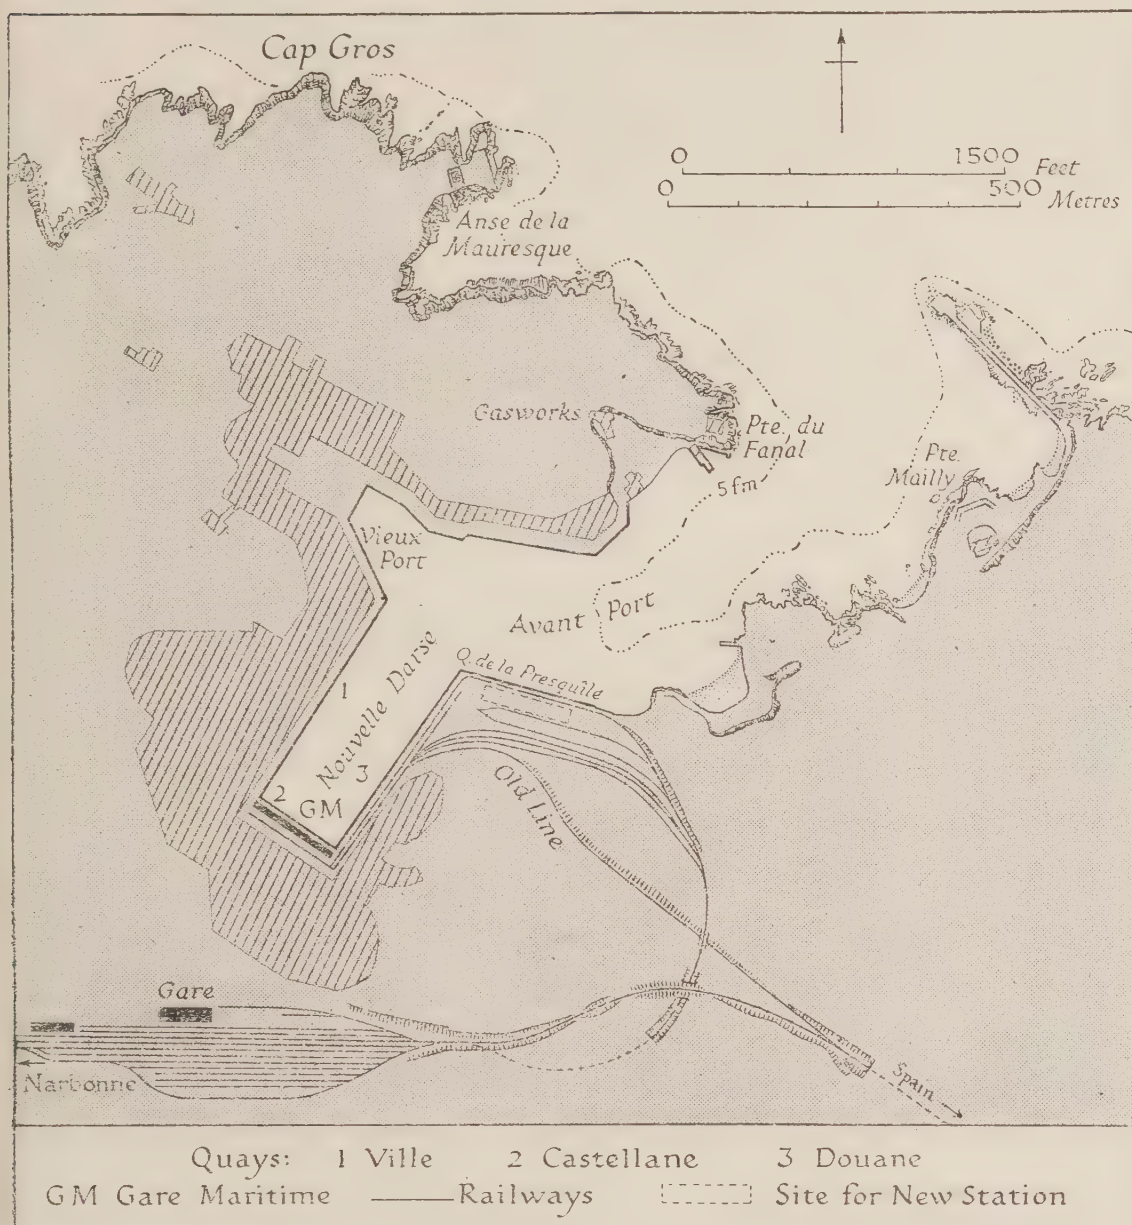 Cap Gros
0 1500 Feet
0 500 Metres
Anse de la
Mauresque
Gasworks
Pte. du
Fanal
Pte.
Mailly
5 fm
Vieux
Port
Avant Port
Q. de la Presqu'île
1
Nouvelle Darse
3
2
GM
Old Line
Gare
Narbonne
Spain
Quays: 1 Ville 2 Castellane 3 Douane
GM Gare Maritime Railways Site for New Station